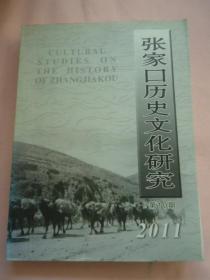 CULTURAL
STUDIES ON
THE HISTORY
OF ZHANGJIAKOU
张家口历史文化研究
2011